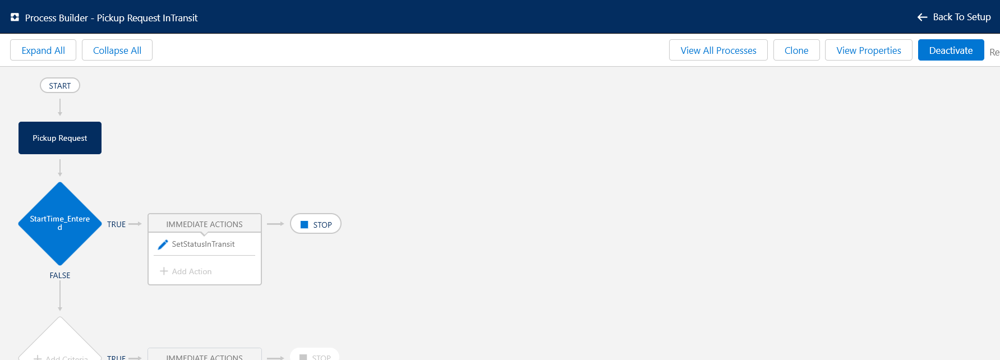 Process Builder - Pickup Request InTransit
Back To Setup
Expand All
Collapse All
View All Processes
Clone
View Properties
Deactivate
Re
START
Pickup Request
StartTime_Entere
d
TRUE
IMMEDIATE ACTIONS
STOP
SetStatusInTransit
Add Action
FALSE
Add Criteria
TRUE
IMMEDIATE ACTIONS
STOP